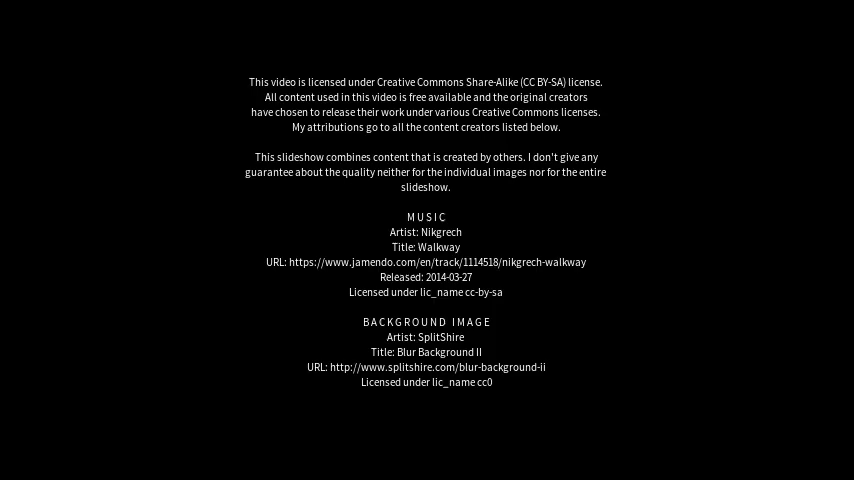 This video is licensed under Creative Commons Share-Alike (CC BY-SA) license.
All content used in this video is free available and the original creators
have chosen to release their work under various Creative Commons licenses.
My attributions go to all the content creators listed below.
This slideshow combines content that is created by others. I don't give any
guarantee about the quality neither for the individual images nor for the entire
slideshow.
MUSIC
Artist: Nikgrech
Title: Walkway
URL: https://www.jamendo.com/en/track/1114518/nikgrech-walkway
Released: 2014-03-27
Licensed under lic_name cc-by-sa
BACKGROUND IMAGE
Artist: SplitShire
Title: Blur Background II
URL: http://www.splitshire.com/blur-background-ii
Licensed under lic_name cc0